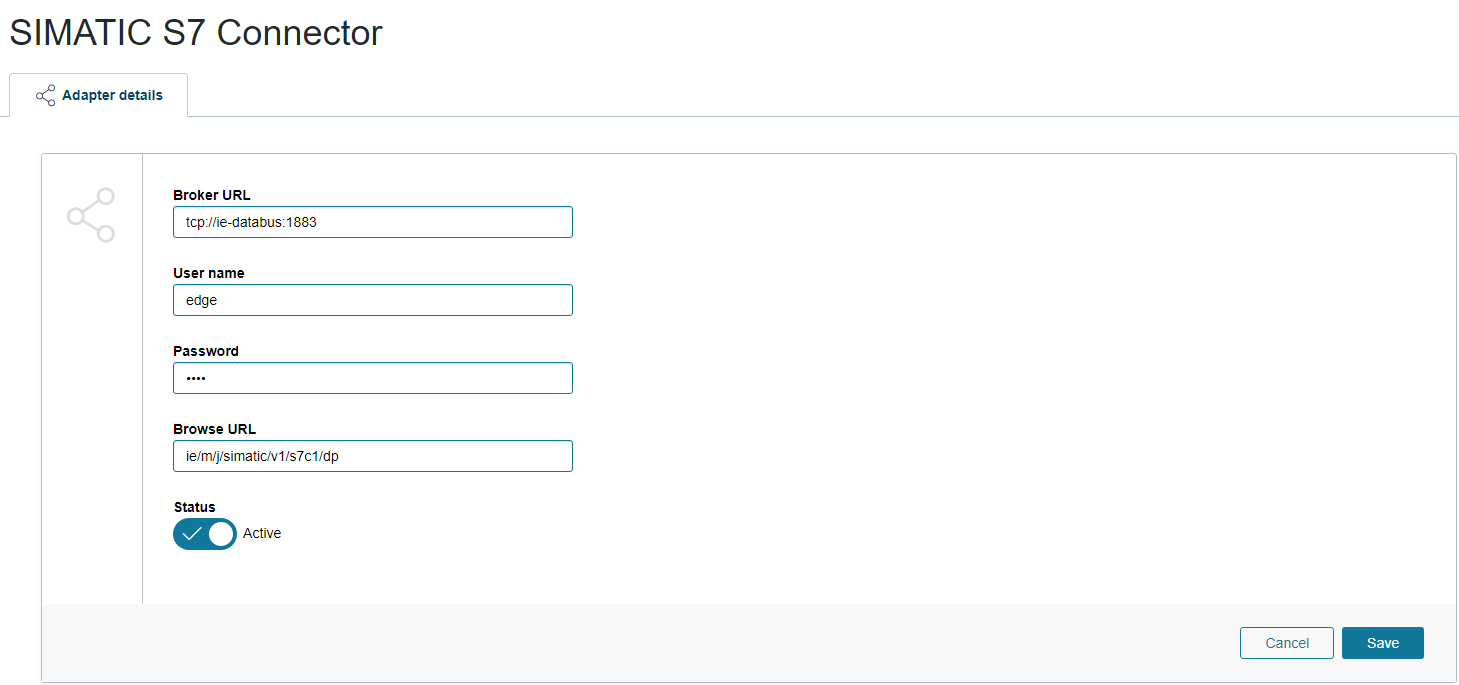 SIMATIC S7 Connector
Adapter details
Broker URL
tcp://ie-databus:1883
User name
edge
Password
••••
Browse URL
ie/m/j/simatic/v1/s7c1/dp
Status
Active
Cancel
Save